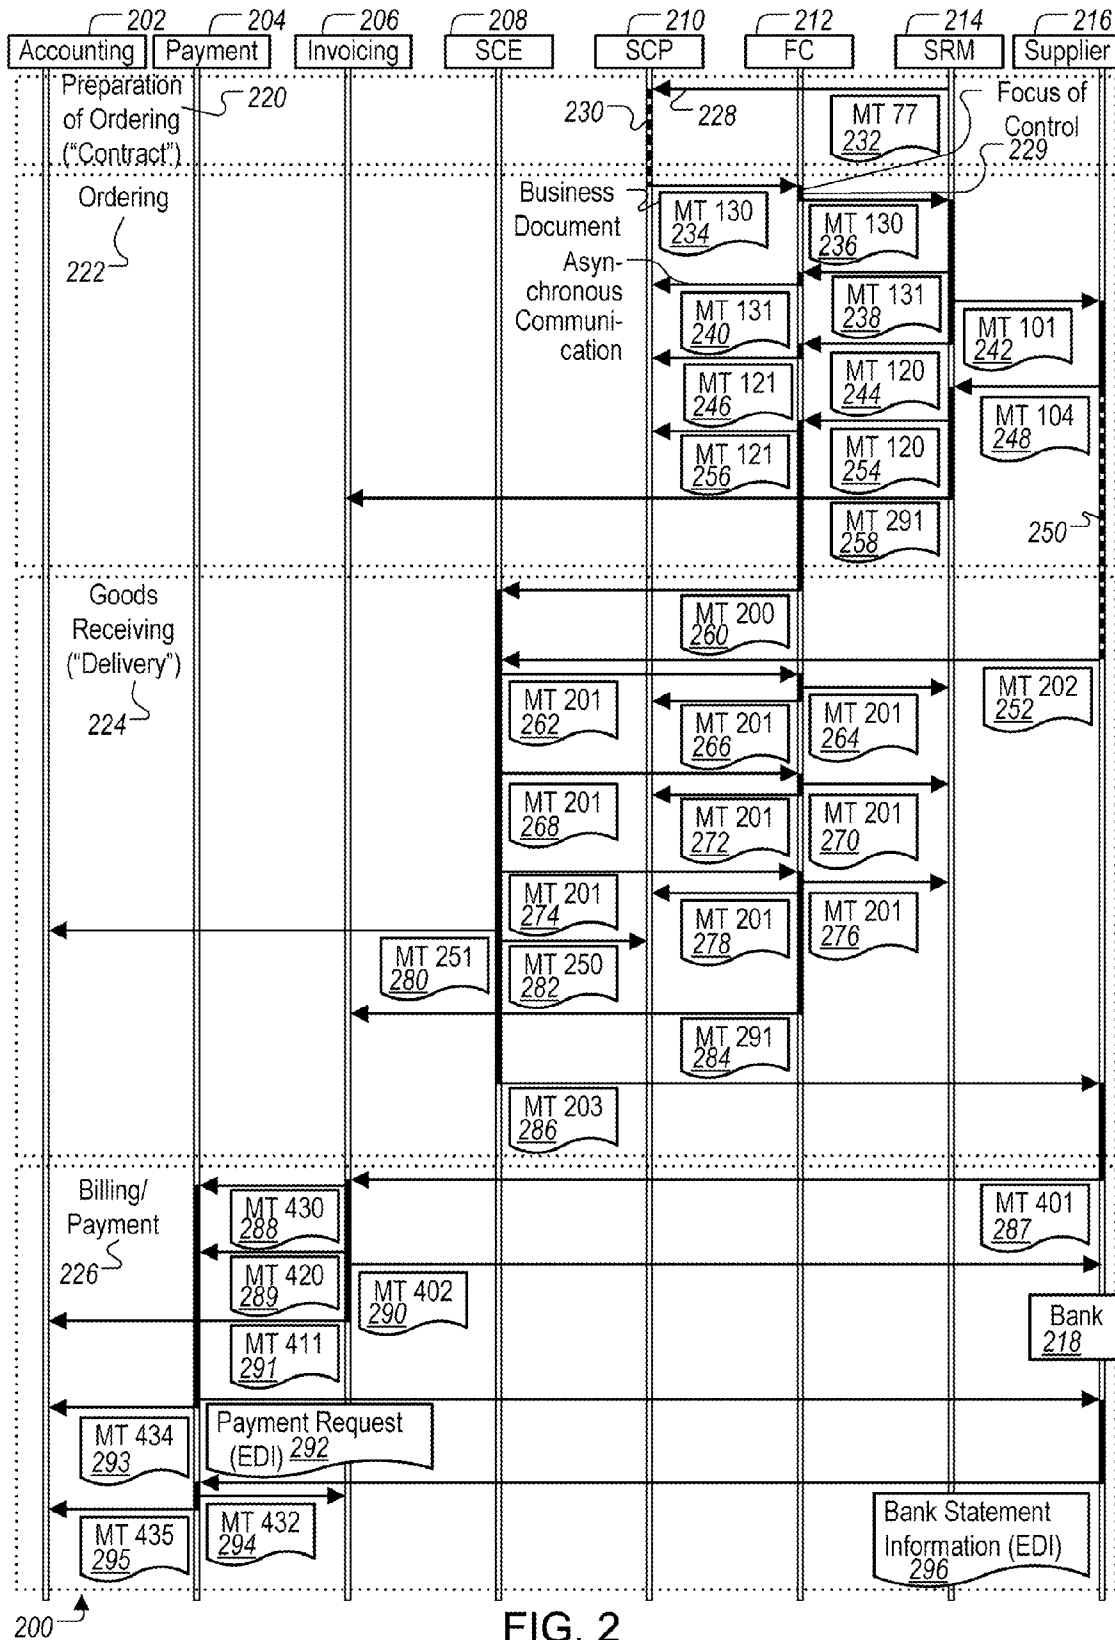 202 204 206 208 210 212 214 216
Accounting Payment Invoicing SCE SCP FC SRM Supplier
Preparation
of Ordering
("Contract")
220
230
228
MT 77
232
Focus of
Control
229
Ordering
222
Business
Document
MT 130
234
MT 130
236
Asyn-
chronous
Communi-
cation
MT 131
240
MT 131
238
MT 101
242
MT 121
246
MT 120
244
MT 104
248
MT 121
256
MT 120
254
MT 291
258
250
Goods
Receiving
("Delivery")
224
MT 200
260
MT 201
262
MT 201
266
MT 201
264
MT 202
252
MT 201
268
MT 201
272
MT 201
270
MT 201
274
MT 201
278
MT 201
276
MT 251
280
MT 250
282
MT 291
284
MT 203
286
Billing/
Payment
226
MT 430
288
MT 401
287
MT 420
289
MT 402
290
MT 411
291
Bank
218
MT 434
293
Payment Request
(EDI) 292
MT 435
295
MT 432
294
Bank Statement
Information (EDI)
296
200
FIG. 2